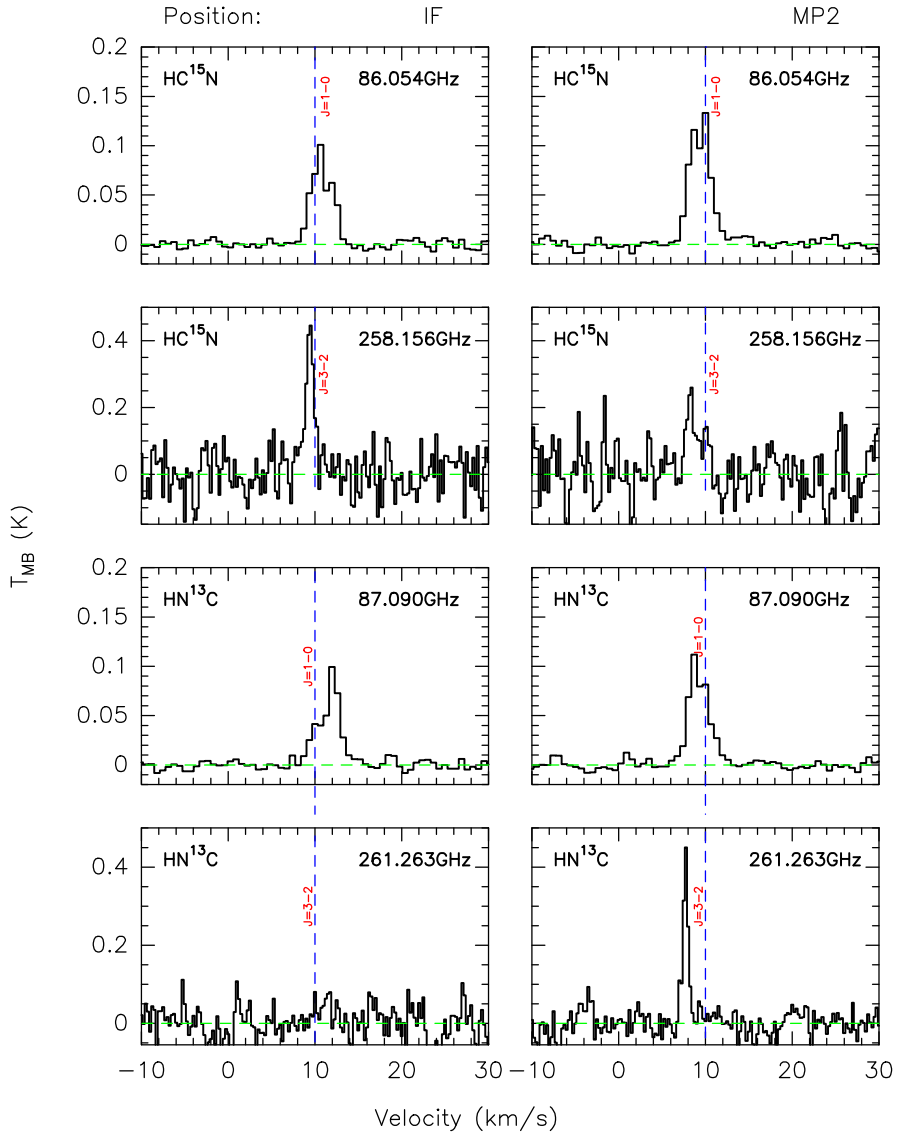 Position: IF MP2
0.2
0.15
0.1
0.05
0
HC¹⁵N 86.054GHz
J=1-0
HC¹⁵N 86.054GHz
J=1-0
0.4
0.2
0
HC¹⁵N 258.156GHz
J=3-2
HC¹⁵N 258.156GHz
J=3-2
T_MB (K)
0.2
0.15
0.1
0.05
0
HN¹³C 87.090GHz
J=1-0
HN¹³C 87.090GHz
J=1-0
0.4
0.2
0
HN¹³C 261.263GHz
J=3-2
HN¹³C 261.263GHz
J=3-2
-10 0 10 20 30 -10 0 10 20 30
Velocity (km/s)